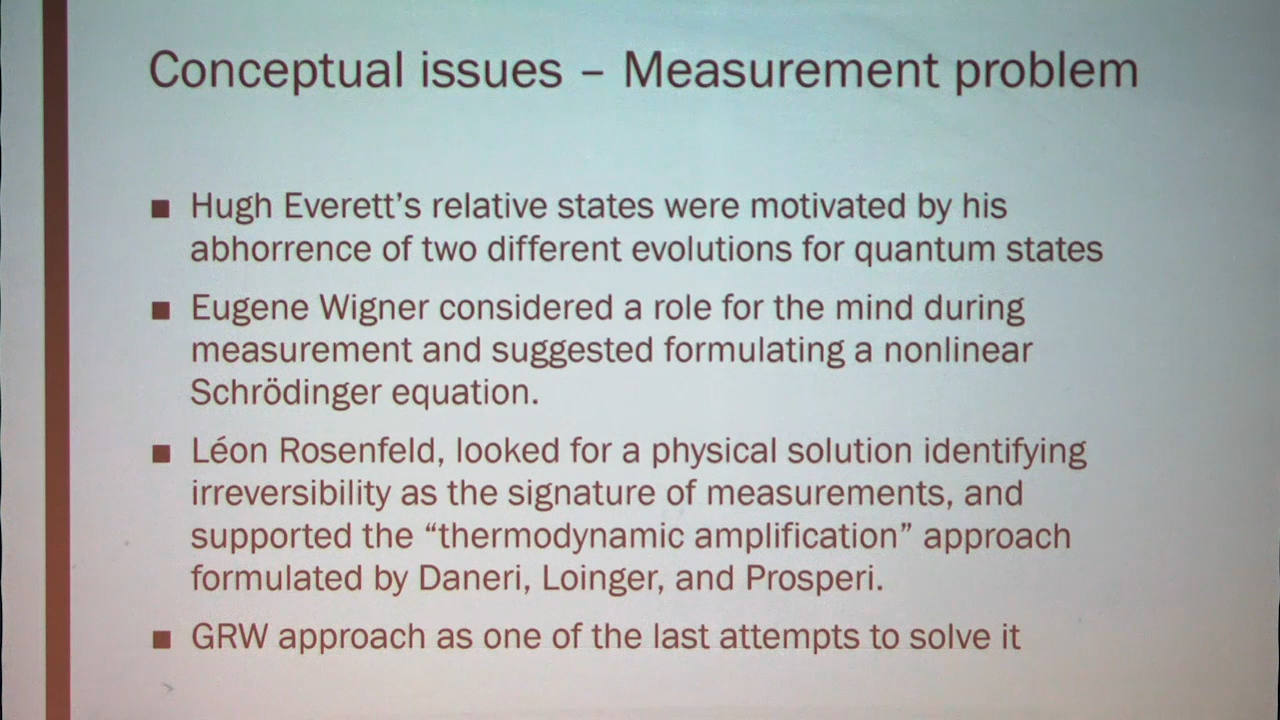 Conceptual issues – Measurement problem
■ Hugh Everett’s relative states were motivated by his
abhorrence of two different evolutions for quantum states
■ Eugene Wigner considered a role for the mind during
measurement and suggested formulating a nonlinear
Schrödinger equation.
■ Léon Rosenfeld, looked for a physical solution identifying
irreversibility as the signature of measurements, and
supported the “thermodynamic amplification” approach
formulated by Daneri, Loinger, and Prosperi.
■ GRW approach as one of the last attempts to solve it